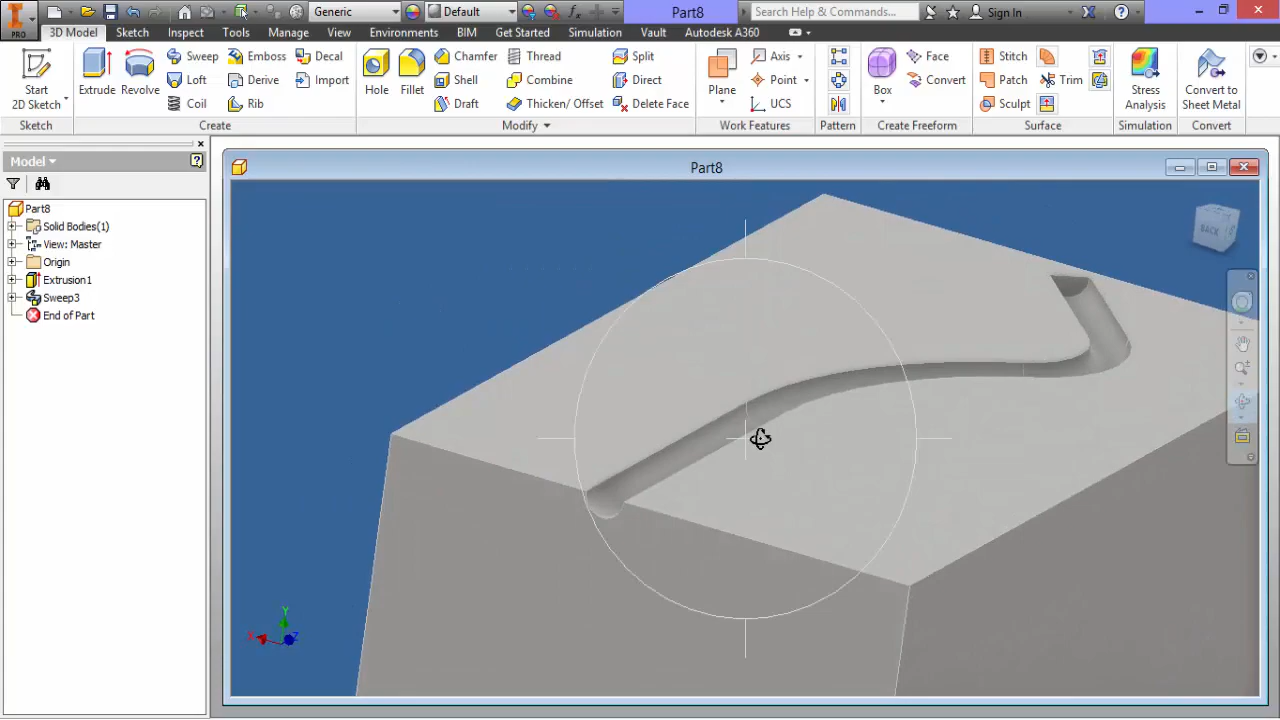 PRO
Generic
Default
fx
Part8
Search Help & Commands...
Sign In
3D Model
Sketch
Inspect
Tools
Manage
View
Environments
BIM
Get Started
Simulation
Vault
Autodesk A360
Start
2D Sketch
Sketch
Extrude
Revolve
Sweep
Loft
Coil
Emboss
Derive
Rib
Decal
Import
Create
Hole
Fillet
Chamfer
Shell
Draft
Thread
Combine
Thicken/ Offset
Split
Direct
Delete Face
Modify
Plane
Axis
Point
UCS
Work Features
Pattern
Box
Face
Convert
Create Freeform
Stitch
Patch
Sculpt
Trim
Surface
Stress
Analysis
Simulation
Convert to
Sheet Metal
Convert
Model
Part8
Solid Bodies(1)
View: Master
Origin
Extrusion1
Sweep3
End of Part
Part8
BACK
Y
X
Z